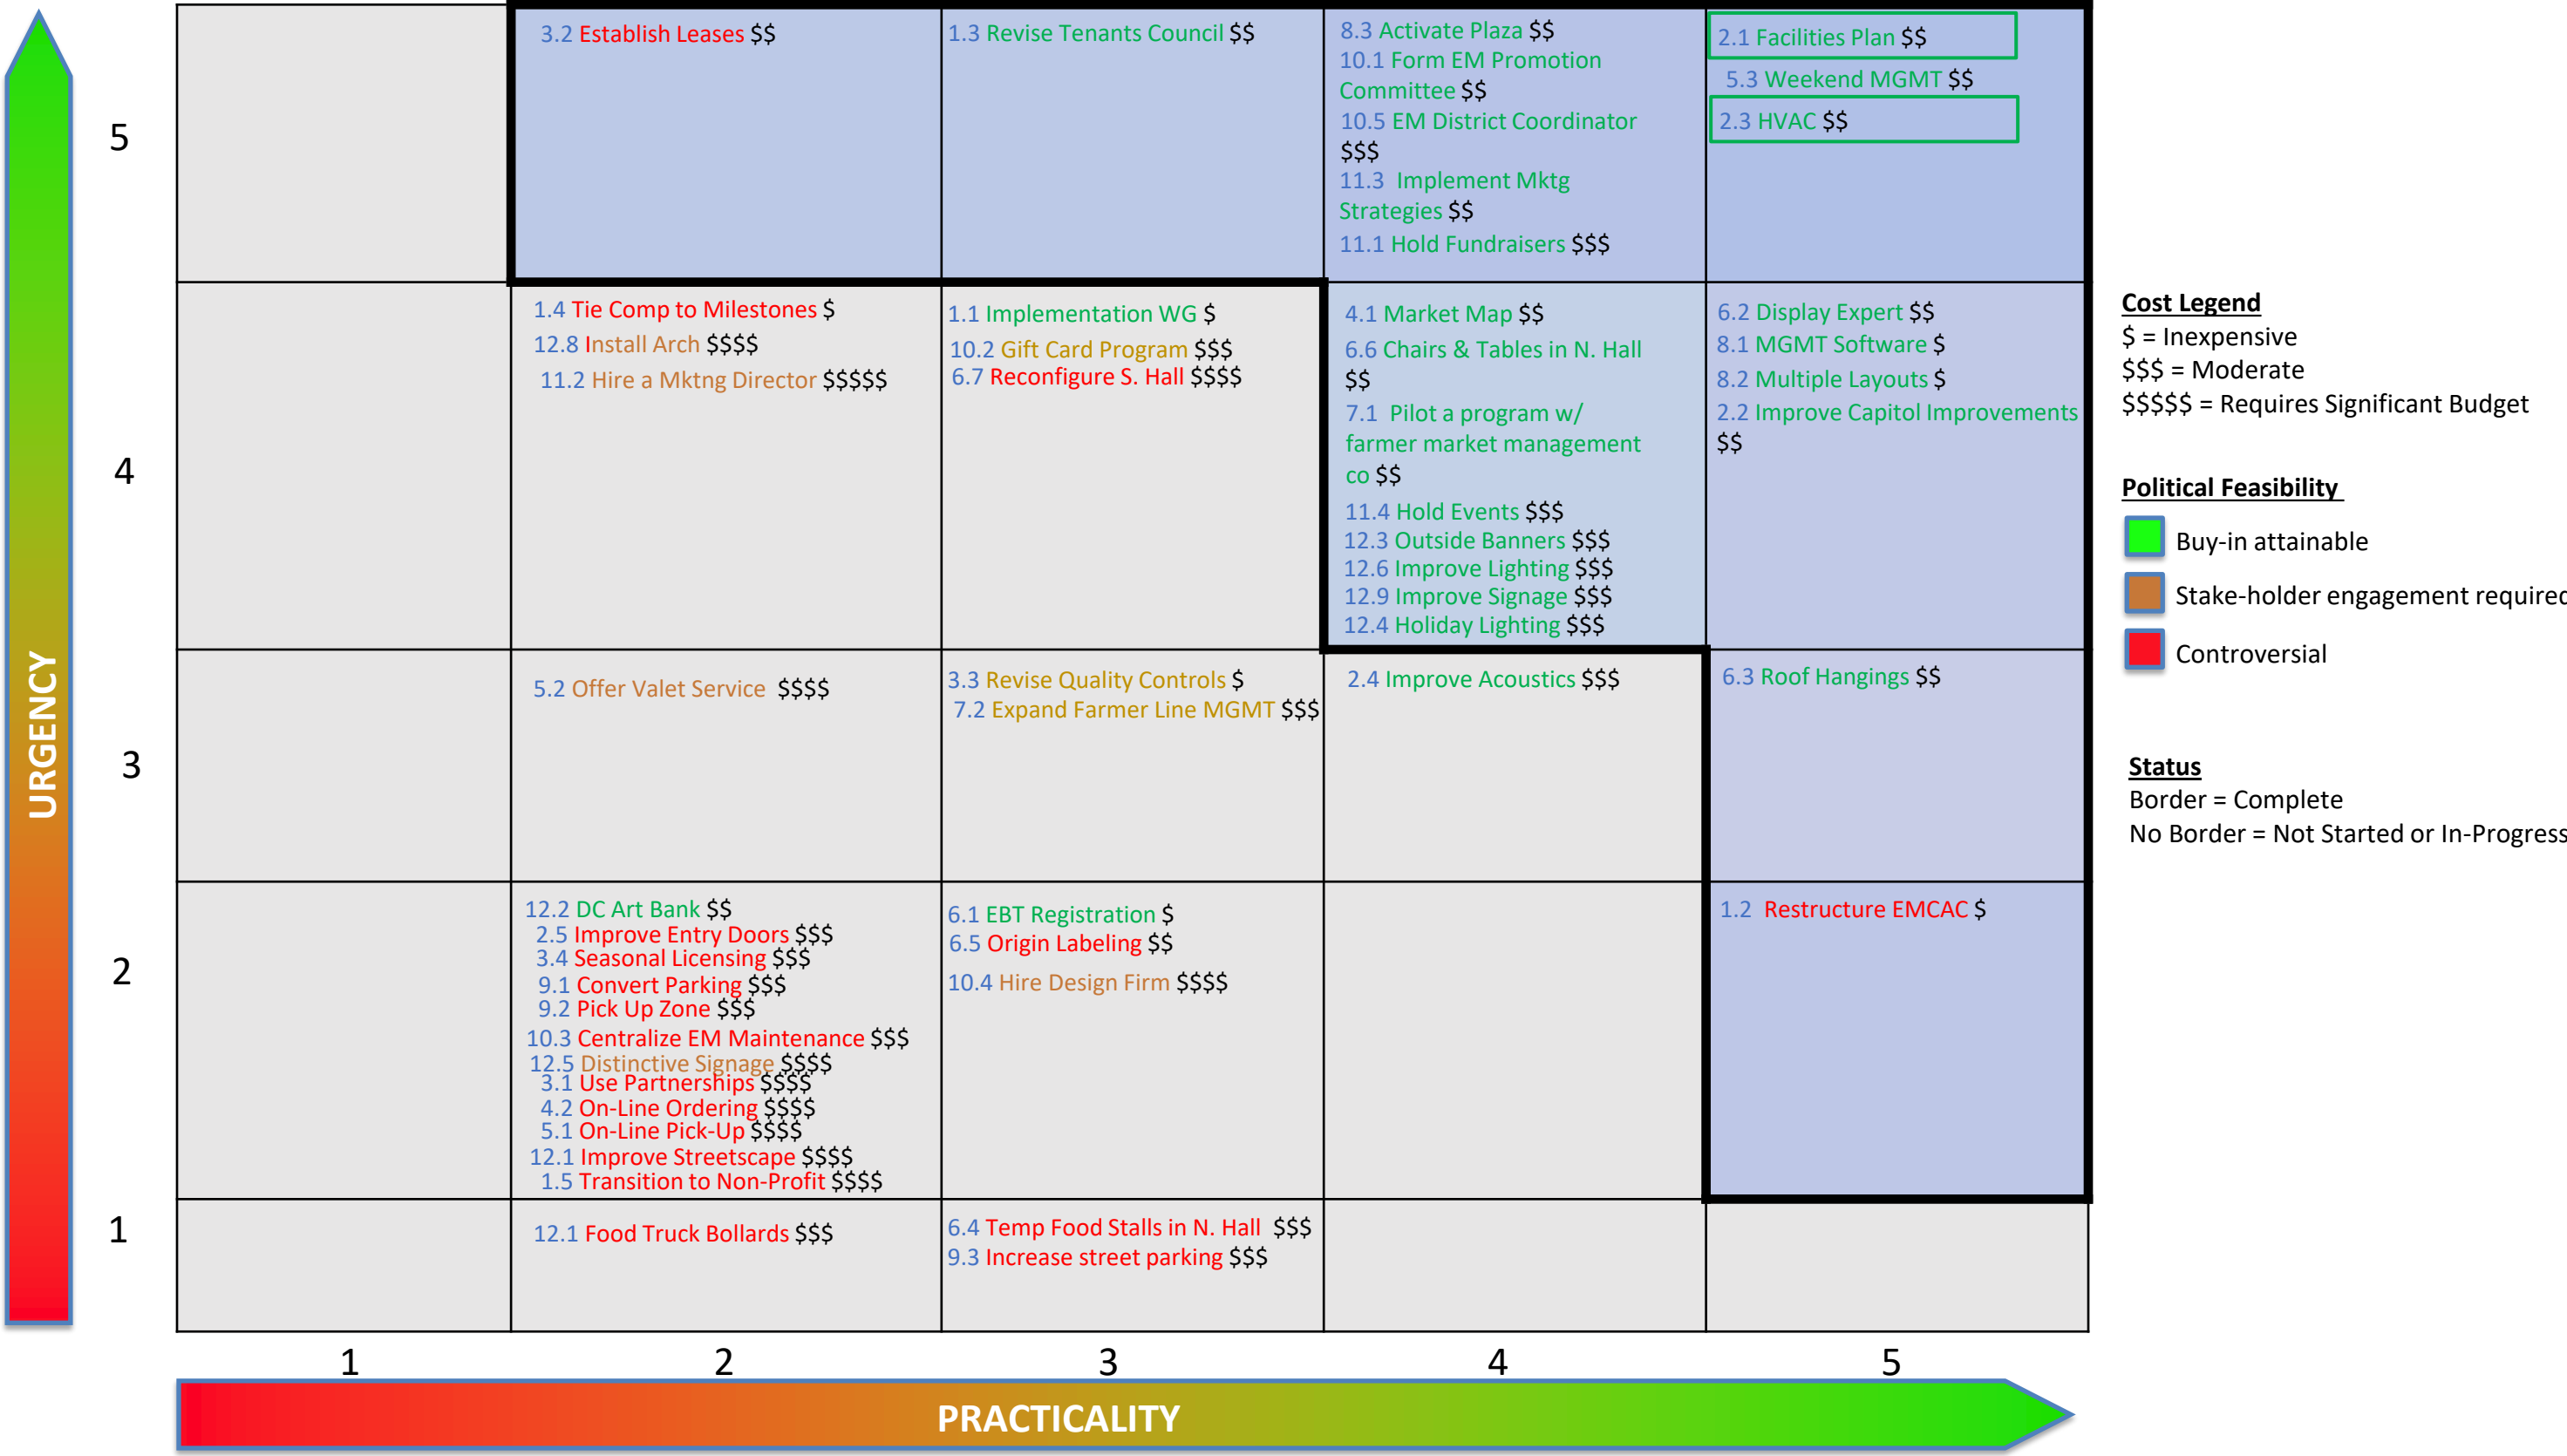 3.2 Establish Leases $$
1.3 Revise Tenants Council $$
8.3 Activate Plaza $$
10.1 Form EM Promotion
Committee $$
10.5 EM District Coordinator
$$$
11.3 Implement Mktg
Strategies $$
11.1 Hold Fundraisers $$$
2.1 Facilities Plan $$
5.3 Weekend MGMT $$
2.3 HVAC $$
5
1.4 Tie Comp to Milestones $
12.8 Install Arch $$$$
11.2 Hire a Mktng Director $$$$$
1.1 Implementation WG $
10.2 Gift Card Program $$$
6.7 Reconfigure S. Hall $$$$
4.1 Market Map $$
6.6 Chairs & Tables in N. Hall
$$
7.1 Pilot a program w/
farmer market management
co $$
11.4 Hold Events $$$
12.3 Outside Banners $$$
12.6 Improve Lighting $$$
12.9 Improve Signage $$$
12.4 Holiday Lighting $$$
6.2 Display Expert $$
8.1 MGMT Software $
8.2 Multiple Layouts $
2.2 Improve Capitol Improvements
$$
4
5.2 Offer Valet Service $$$$
3.3 Revise Quality Controls $
7.2 Expand Farmer Line MGMT $$$
2.4 Improve Acoustics $$$
6.3 Roof Hangings $$
3
12.2 DC Art Bank $$
2.5 Improve Entry Doors $$$
3.4 Seasonal Licensing $$$
9.1 Convert Parking $$$
9.2 Pick Up Zone $$$
10.3 Centralize EM Maintenance $$$
12.5 Distinctive Signage $$$$
3.1 Use Partnerships $$$$
4.2 On-Line Ordering $$$$
5.1 On-Line Pick-Up $$$$
12.1 Improve Streetscape $$$$
1.5 Transition to Non-Profit $$$$
6.1 EBT Registration $
6.5 Origin Labeling $$
10.4 Hire Design Firm $$$$
1.2 Restructure EMCAC $
2
12.1 Food Truck Bollards $$$
6.4 Temp Food Stalls in N. Hall $$$
9.3 Increase street parking $$$
1
URGENCY
1 2 3 4 5
PRACTICALITY
Cost Legend
$ = Inexpensive
$$$ = Moderate
$$$$$ = Requires Significant Budget
Political Feasibility
Buy-in attainable
Stake-holder engagement required
Controversial
Status
Border = Complete
No Border = Not Started or In-Progress